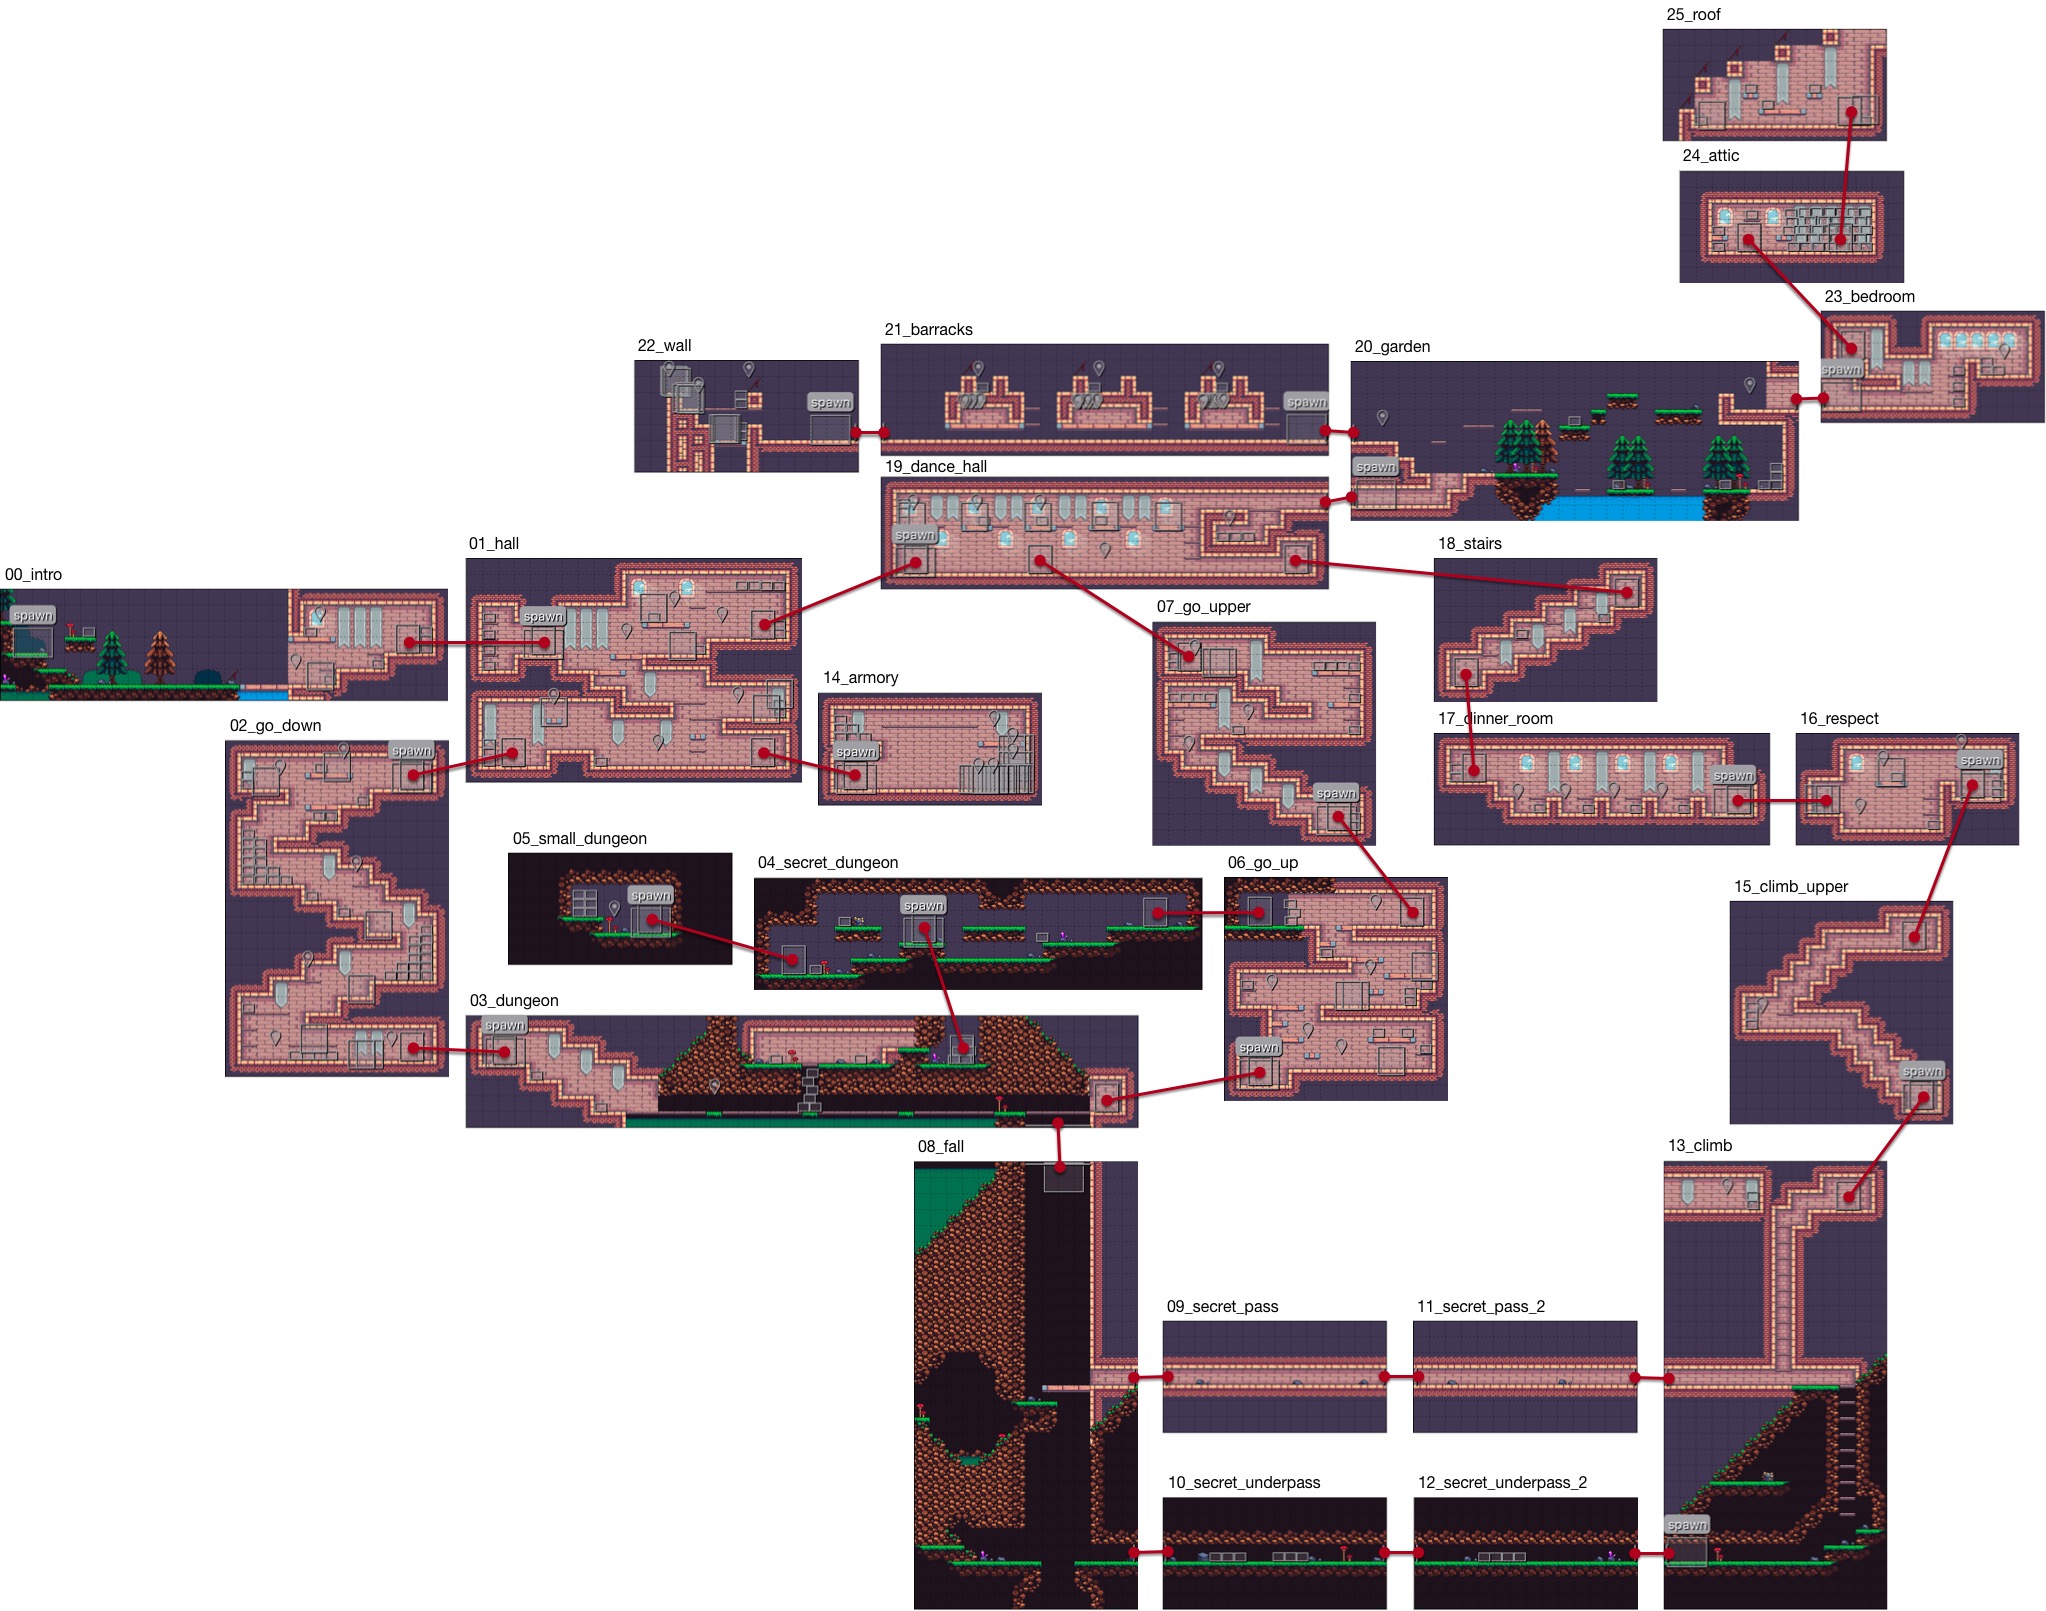 25_roof
24_attic
23_bedroom
spawn
22_wall
spawn
21_barracks
spawn
20_garden
spawn
19_dance_hall
spawn
18_stairs
00_intro
spawn
01_hall
spawn
07_go_upper
spawn
14_armory
spawn
17_dinner_room
spawn
16_respect
spawn
02_go_down
spawn
05_small_dungeon
spawn
04_secret_dungeon
spawn
06_go_up
spawn
15_climb_upper
spawn
03_dungeon
spawn
08_fall
13_climb
spawn
09_secret_pass
11_secret_pass_2
10_secret_underpass
12_secret_underpass_2